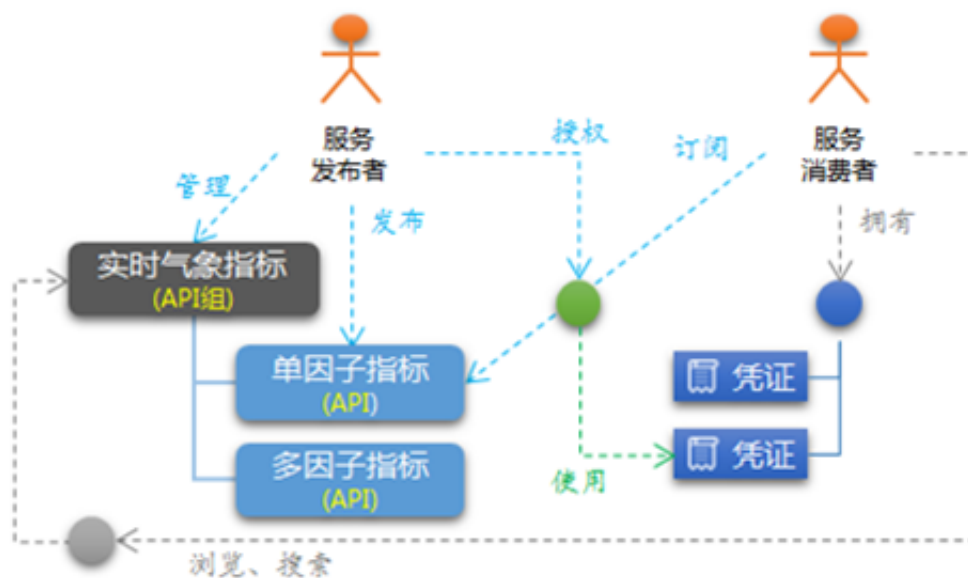 服务
发布者
服务
消费者
授权
订阅
管理
发布
拥有
实时气象指标
(API组)
单因子指标
(API)
凭证
多因子指标
(API)
凭证
使用
浏览、搜索